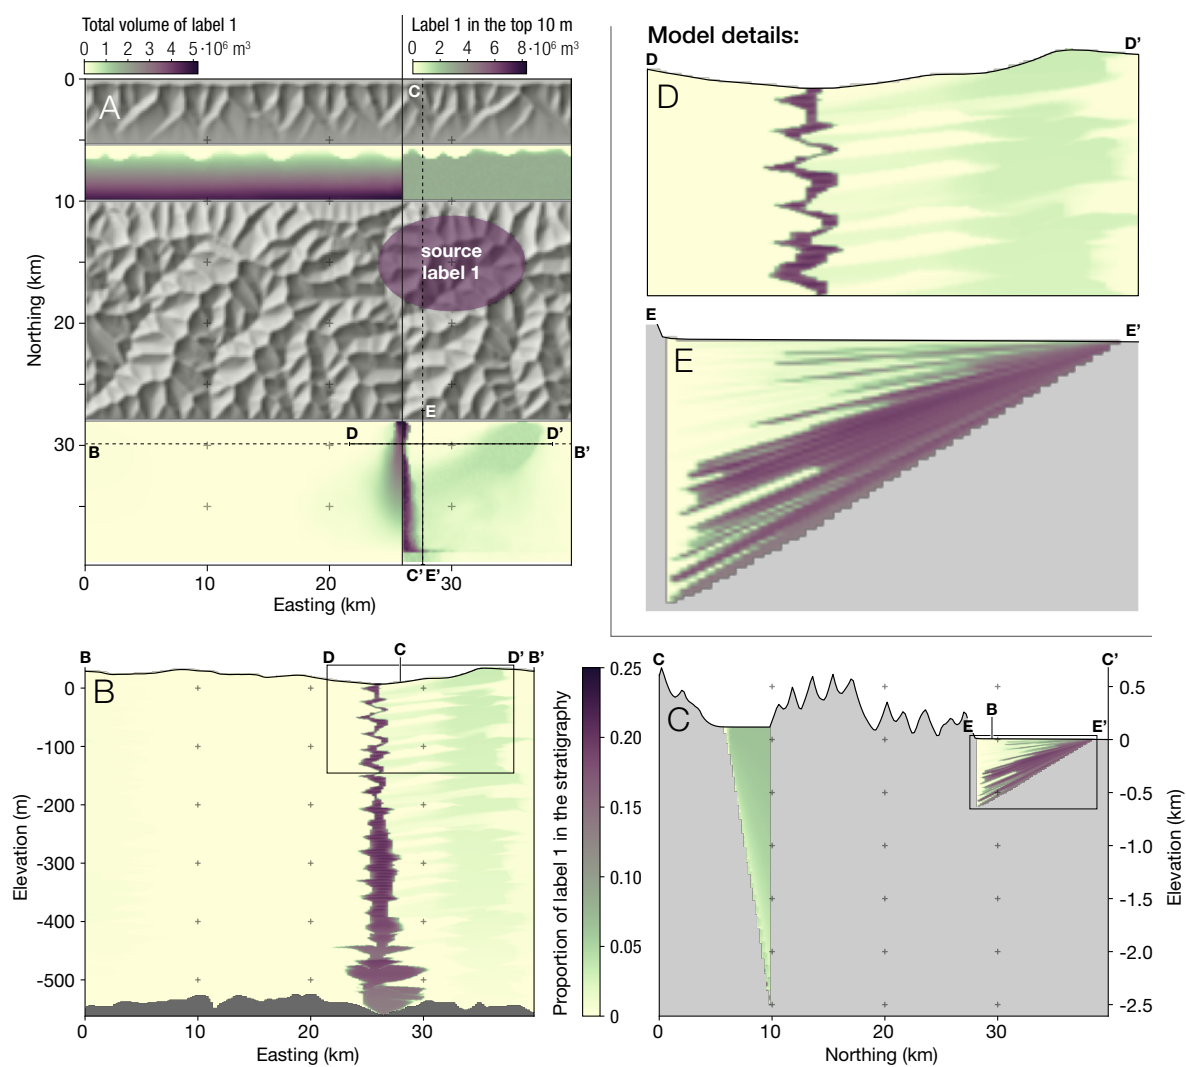 Total volume of label 1
0 1 2 3 4 5·10⁶ m³
Label 1 in the top 10 m
0 2 4 6 8·10⁶ m³
A
C
0
10
20
30
Northing (km)
source
label 1
E
D
D’
B
B’
C’ E’
0 10 20 30
Easting (km)
Model details:
D
D’
D
E
E’
E
B
D
C
D’ B’
B
0
-100
-200
-300
-400
-500
Elevation (m)
0 10 20 30
Easting (km)
0.25
0.20
0.15
0.10
0.05
0
Proportion of label 1 in the stratigraphy
C
C’
C
B
E
E’
0.5
0
-0.5
-1.0
-1.5
-2.0
-2.5
Elevation (km)
0 10 20 30
Northing (km)